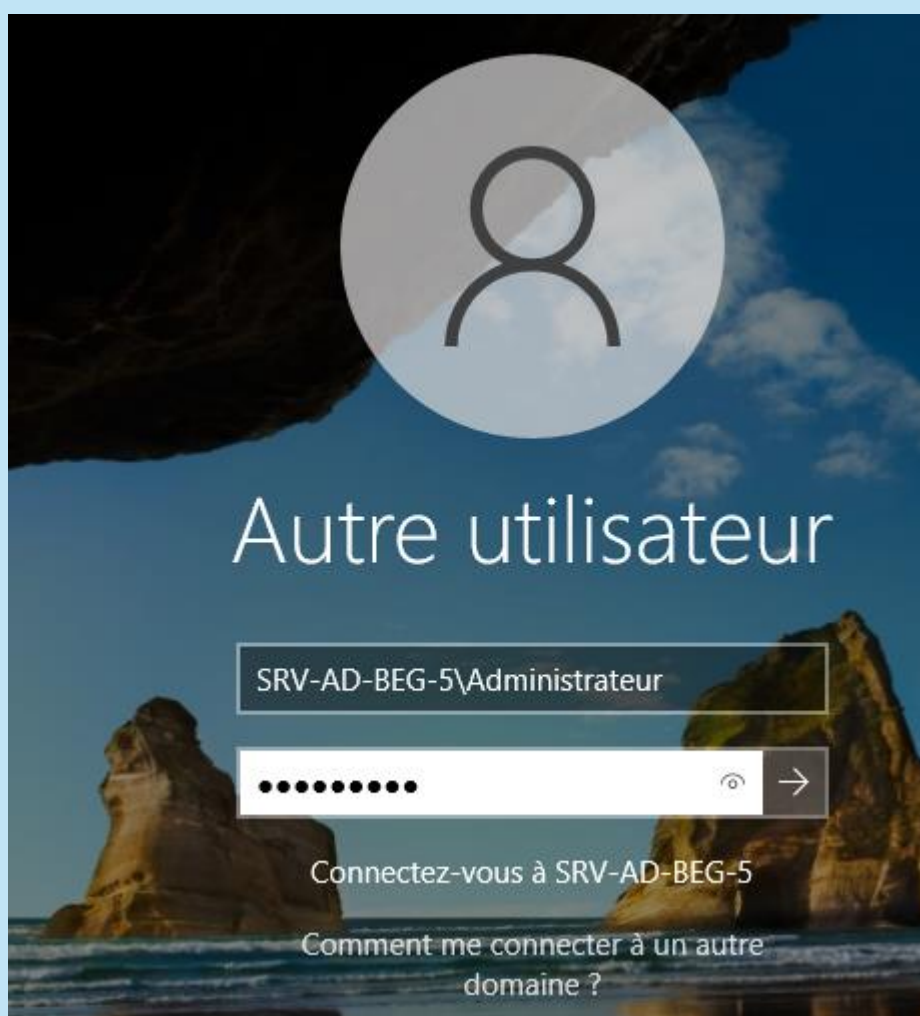 Autre utilisateur
SRV-AD-BEG-5\Administrateur
Connectez-vous à SRV-AD-BEG-5
Comment me connecter à un autre
domaine ?